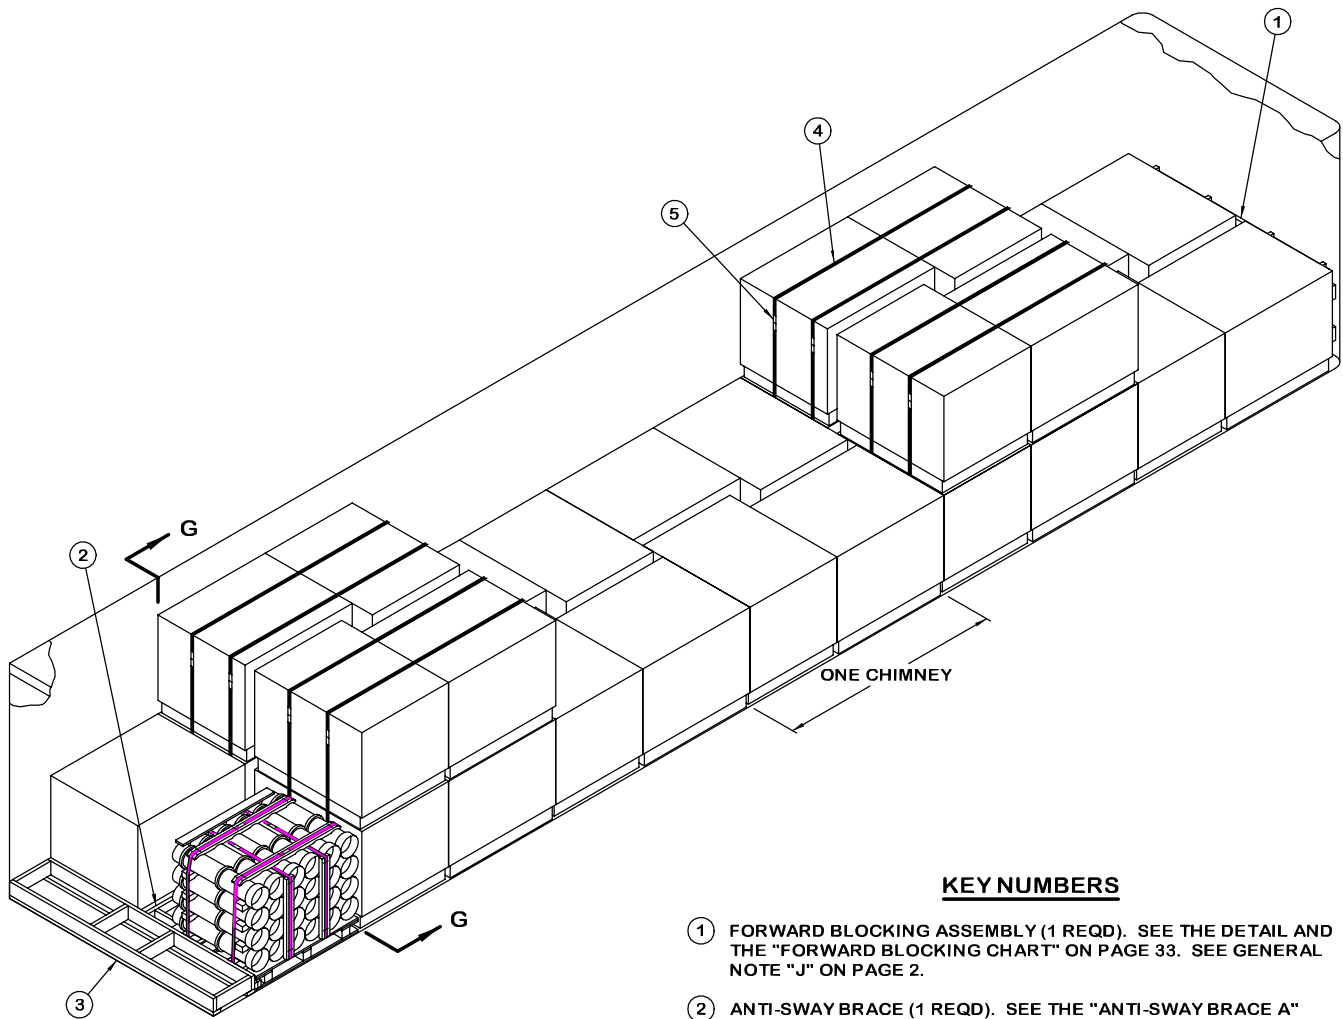 1
4
5
G
2
ONE CHIMNEY
G
3
KEY NUMBERS
1 FORWARD BLOCKING ASSEMBLY (1 REQD). SEE THE DETAIL AND
THE "FORWARD BLOCKING CHART" ON PAGE 33. SEE GENERAL
NOTE "J" ON PAGE 2.
2 ANTI-SWAY BRACE (1 REQD). SEE THE "ANTI-SWAY BRACE A"